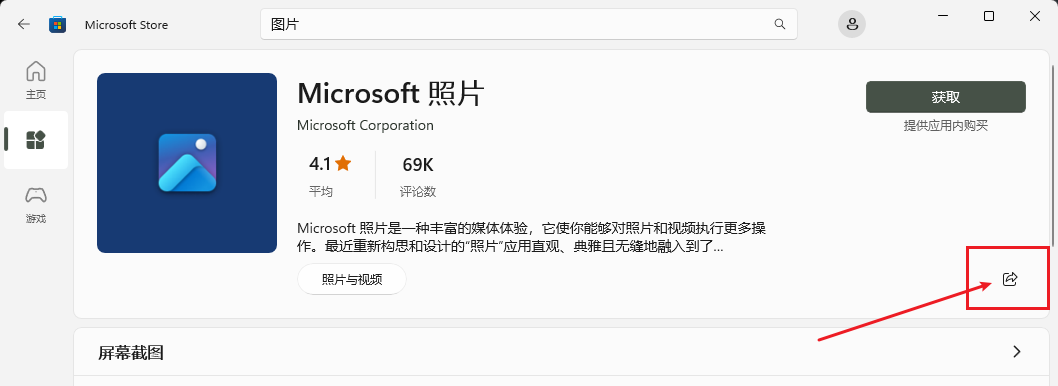 Microsoft Store
图片
主页
游戏
Microsoft 照片
Microsoft Corporation
获取
提供应用内购买
4.1
69K
平均
评论数
Microsoft 照片是一种丰富的媒体体验，它使你能够对照片和视频执行更多操
作。最近重新构思和设计的"照片"应用直观、典雅且无缝地融入到了...
照片与视频
屏幕截图